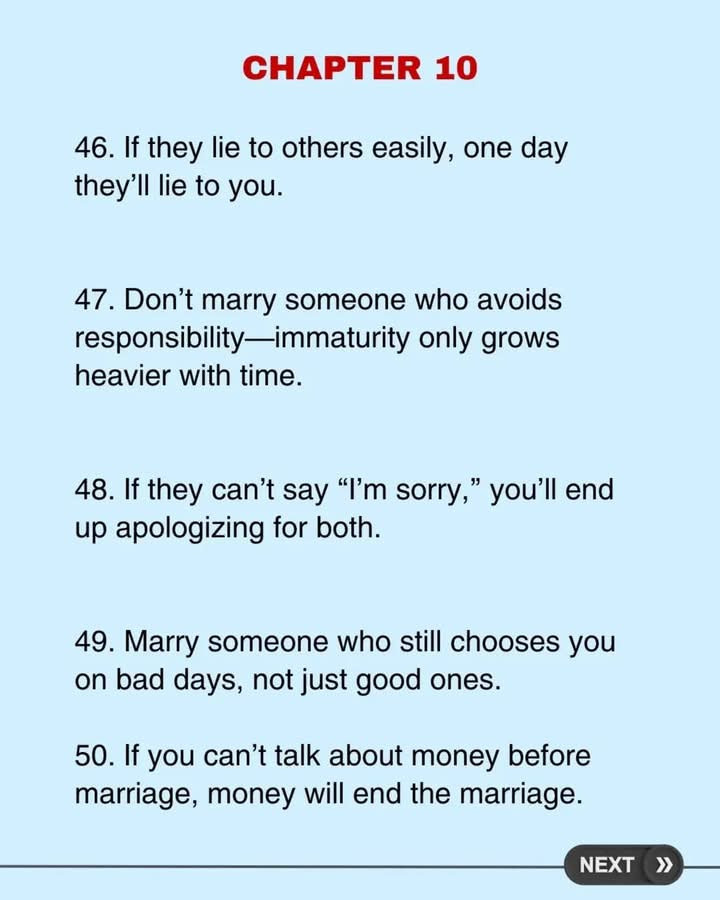 CHAPTER 10
46. If they lie to others easily, one day
they’ll lie to you.
47. Don’t marry someone who avoids
responsibility—immaturity only grows
heavier with time.
48. If they can’t say “I’m sorry,” you’ll end
up apologizing for both.
49. Marry someone who still chooses you
on bad days, not just good ones.
50. If you can’t talk about money before
marriage, money will end the marriage.
NEXT »